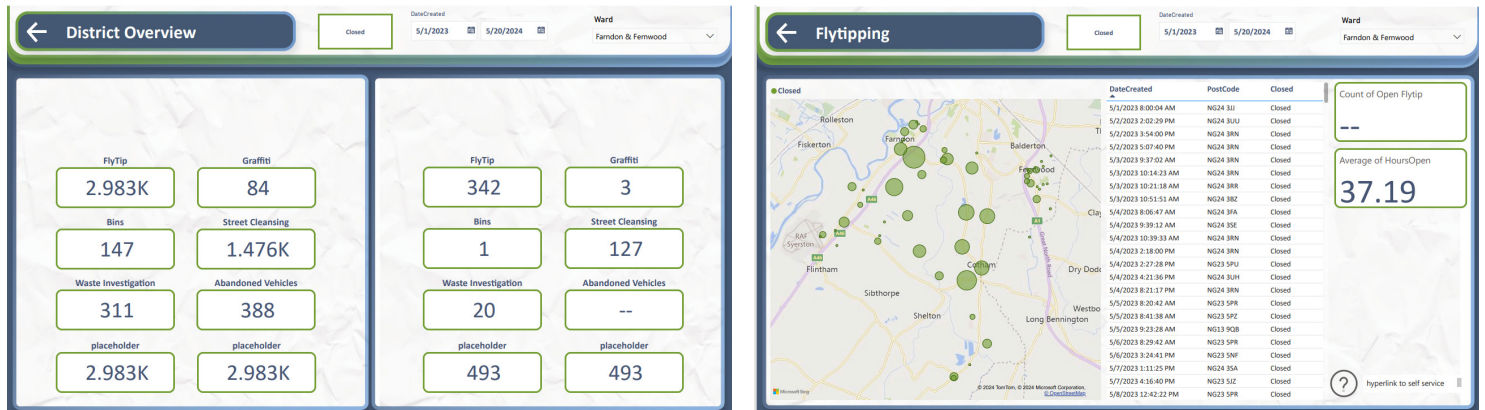 District Overview
Closed
DateCreated
5/1/2023 5/20/2024
Ward
Farndon & Fernwood
FlyTip Graffiti
2.983K 84
Bins Street Cleansing
147 1.476K
Waste Investigation Abandoned Vehicles
311 388
placeholder placeholder
2.983K 2.983K
FlyTip Graffiti
342 3
Bins Street Cleansing
1 127
Waste Investigation Abandoned Vehicles
20 --
placeholder placeholder
493 493
Flytipping
Closed
DateCreated
5/1/2023 5/20/2024
Ward
Farndon & Fernwood
Closed
Rolleston
Fiskerton
Farndon
Balderton
Fernwood
A46
Clay
A1
RAF
Syerston
A46
Great North Road
A46
Flintham
Cotham
Dry Dodd
Sibthorpe
Shelton
Westbo
Long Bennington
Microsoft Bing
© 2024 TomTom, © 2024 Microsoft Corporation,
© OpenStreetMap
DateCreated PostCode Closed
5/1/2023 8:00:04 AM NG24 3JJ Closed
5/2/2023 2:02:29 PM NG24 3UU Closed
5/2/2023 3:54:00 PM NG24 3RN Closed
5/2/2023 5:07:40 PM NG24 3RN Closed
5/3/2023 9:37:02 AM NG24 3RN Closed
5/3/2023 10:14:23 AM NG24 3RN Closed
5/3/2023 10:21:18 AM NG24 3RR Closed
5/3/2023 10:51:51 AM NG24 3BZ Closed
5/4/2023 8:06:47 AM NG24 3FA Closed
5/4/2023 9:39:12 AM NG24 3SE Closed
5/4/2023 10:39:33 AM NG24 3RN Closed
5/4/2023 2:18:00 PM NG24 3RN Closed
5/4/2023 2:27:28 PM NG23 5PU Closed
5/4/2023 4:21:36 PM NG24 3UH Closed
5/4/2023 8:21:17 PM NG24 3RN Closed
5/5/2023 8:20:42 AM NG23 5PR Closed
5/5/2023 8:41:38 AM NG23 5PZ Closed
5/5/2023 9:23:28 AM NG13 9QB Closed
5/6/2023 8:29:42 AM NG23 5PR Closed
5/6/2023 3:24:41 PM NG23 5NF Closed
5/7/2023 1:11:25 PM NG24 3SA Closed
5/7/2023 4:16:40 PM NG23 5JZ Closed
5/8/2023 12:42:22 PM NG23 5PR Closed
Count of Open Flytip
--
Average of HoursOpen
37.19
? hyperlink to self service